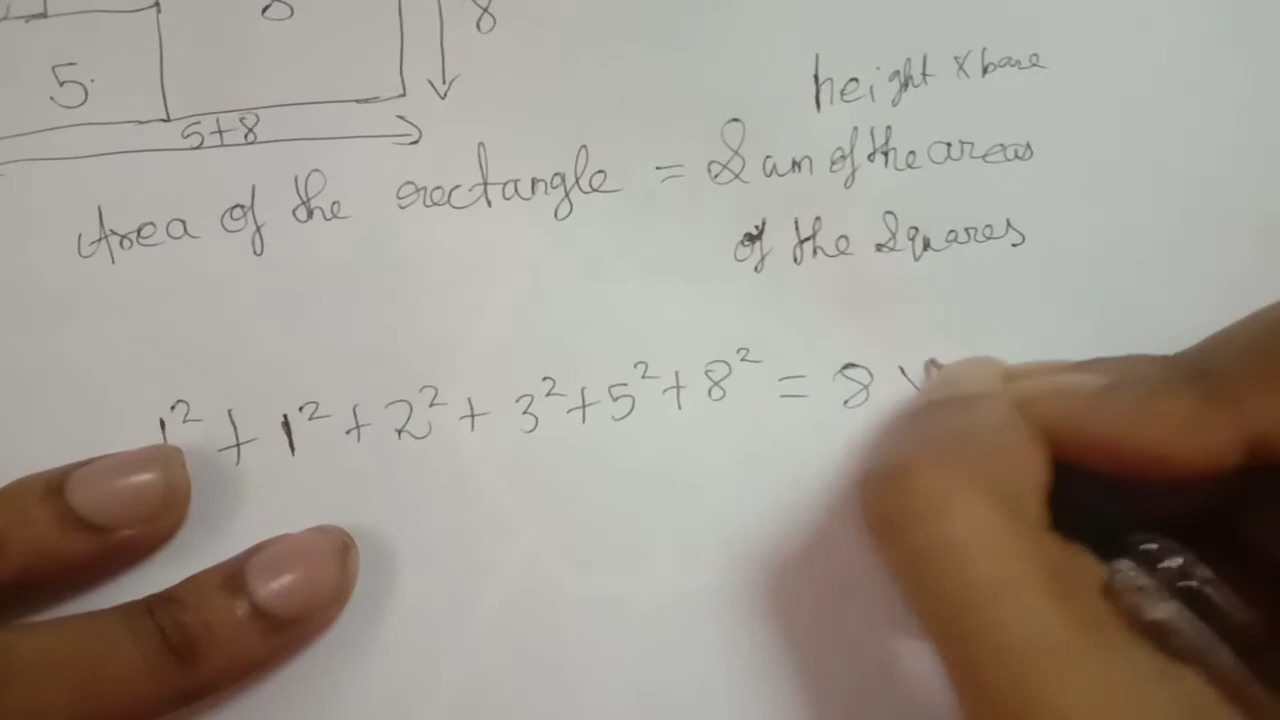 8
8
5
5+8
height × base
Area of the rectangle = Sum of the areas
of the Squares
1² + 1² + 2² + 3² + 5² + 8² = 8